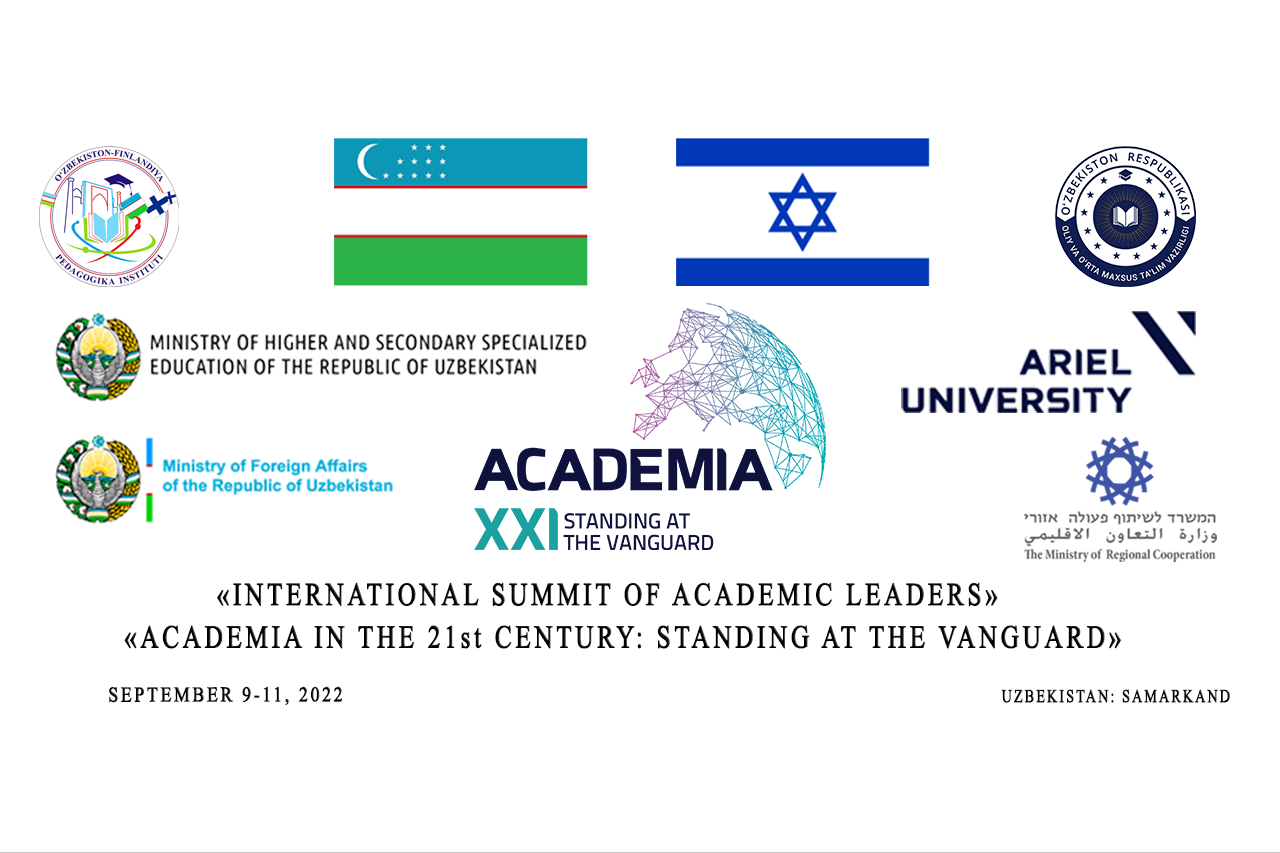 O'ZBEKISTON-FINLANDIYA
PEDAGOGIKA INSTITUTI
O'ZBEKISTON RESPUBLIKASI
OLIY VA O'RTA MAXSUS TA'LIM VAZIRLIGI
MINISTRY OF HIGHER AND SECONDARY SPECIALIZED
EDUCATION OF THE REPUBLIC OF UZBEKISTAN
ARIEL
UNIVERSITY
Ministry of Foreign Affairs
of the Republic of Uzbekistan
ACADEMIA
XXI STANDING AT
THE VANGUARD
המשרד לשיתוף פעולה אזורי
وزارة التعاون الاقليمي
The Ministry of Regional Cooperation
«INTERNATIONAL SUMMIT OF ACADEMIC LEADERS»
«ACADEMIA IN THE 21st CENTURY: STANDING AT THE VANGUARD»
SEPTEMBER 9-11, 2022
UZBEKISTAN: SAMARKAND